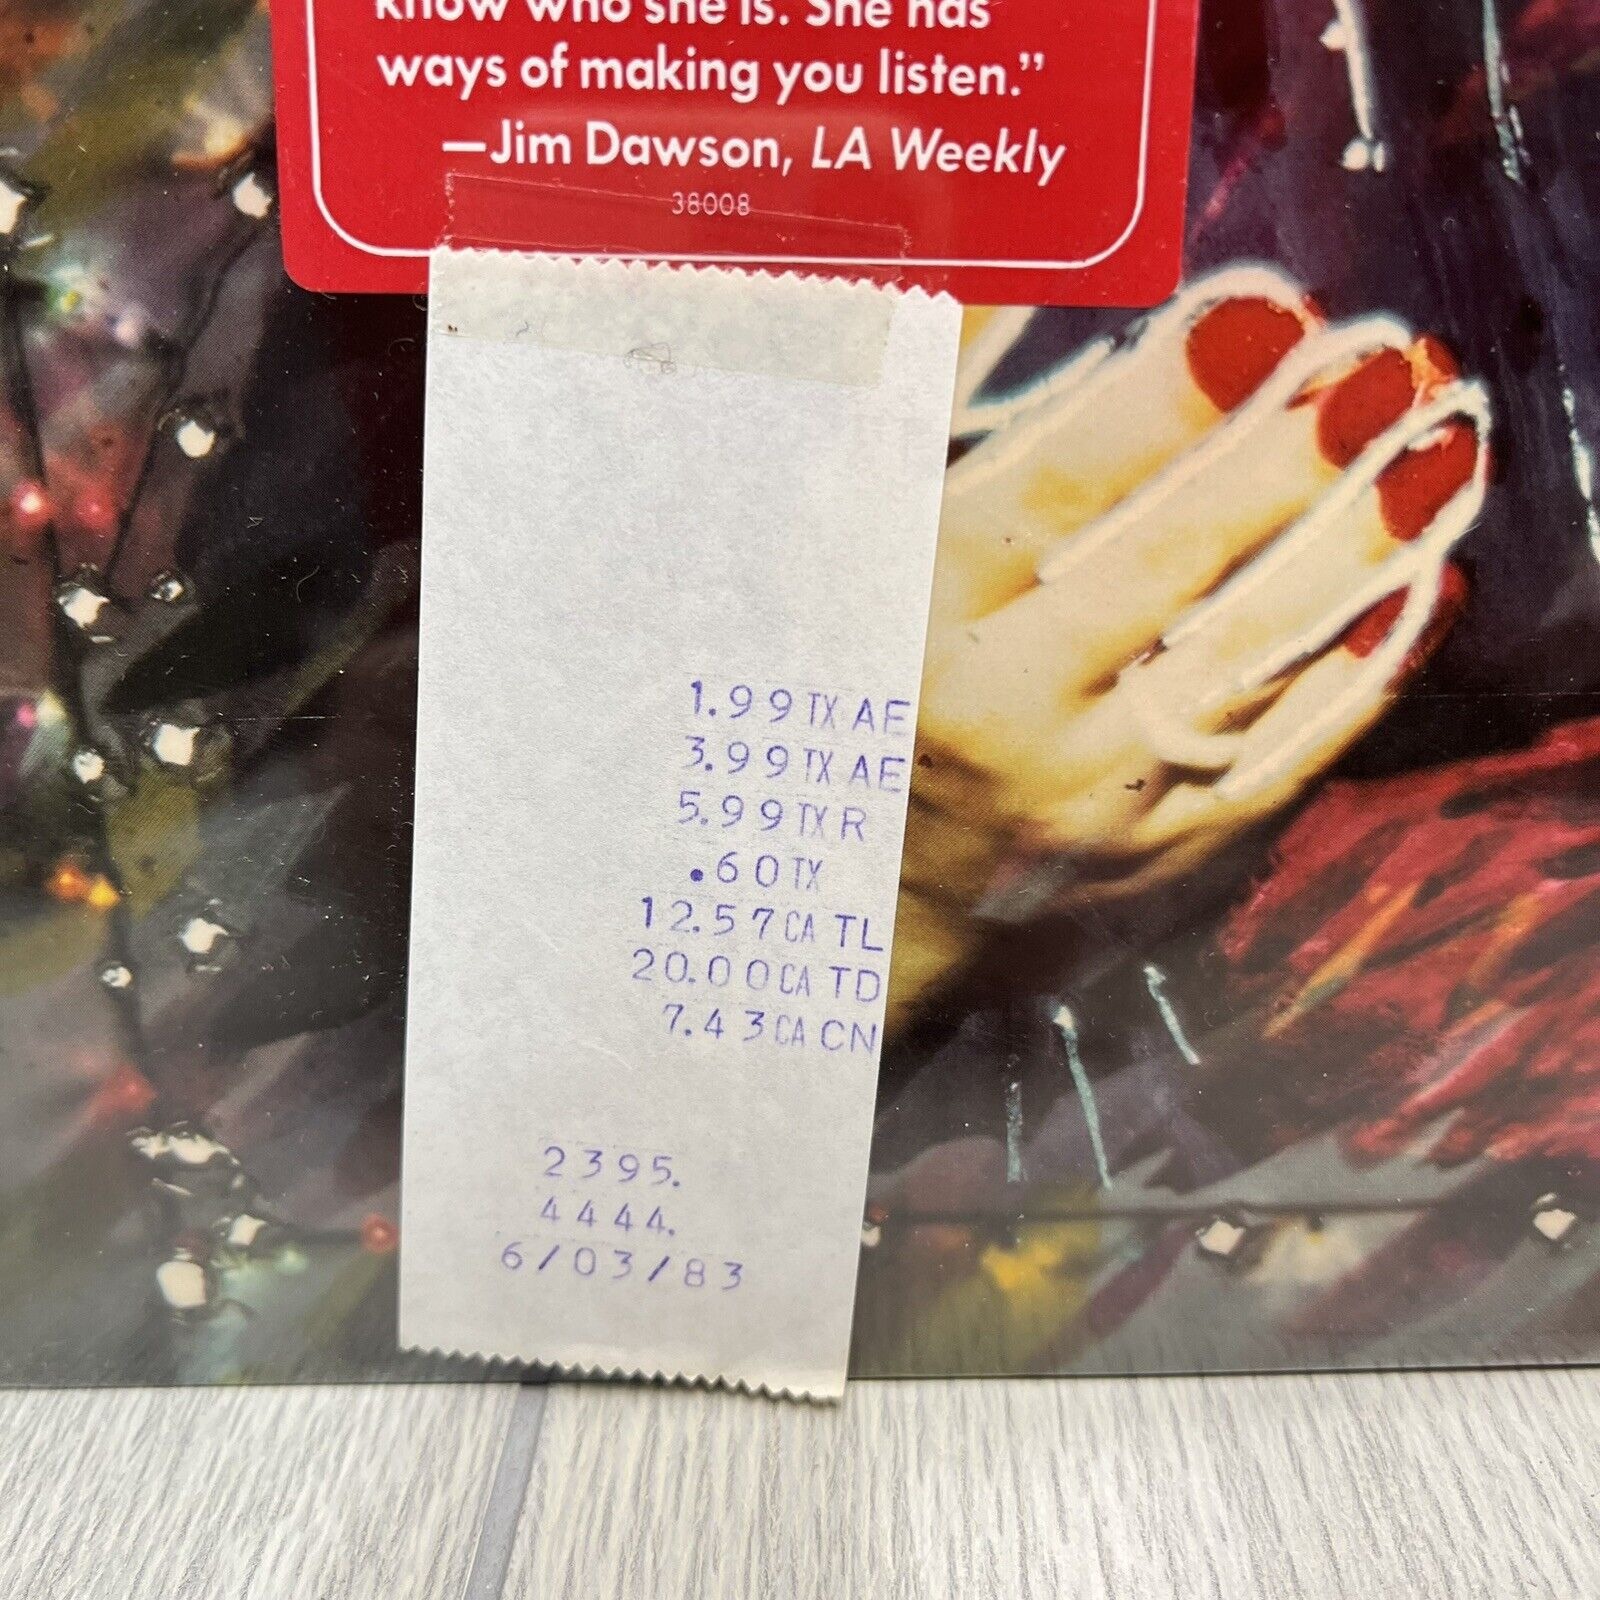 know who she is. She has
ways of making you listen.”
—Jim Dawson, LA Weekly
38008
1.99 TX AE
3.99 TX AE
5.99 TX R
.60 TX
12.57 CA TL
20.00 CA TD
7.43 CA CN
2395.
4444.
6/03/83